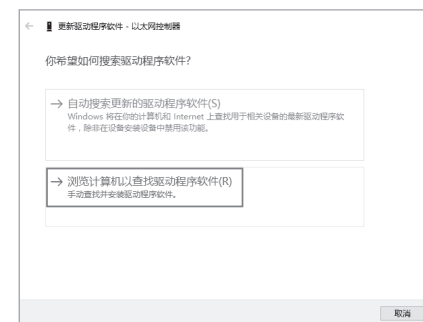 ← 更新驱动程序软件 - 以太网控制器
你希望如何搜索驱动程序软件?
→ 自动搜索更新的驱动程序软件(S)
Windows 将在你的计算机和 Internet 上查找用于相关设备的最新驱动程序软
件，除非在设备安装设置中禁用该功能。
→ 浏览计算机以查找驱动程序软件(R)
手动查找并安装驱动程序软件。
取消